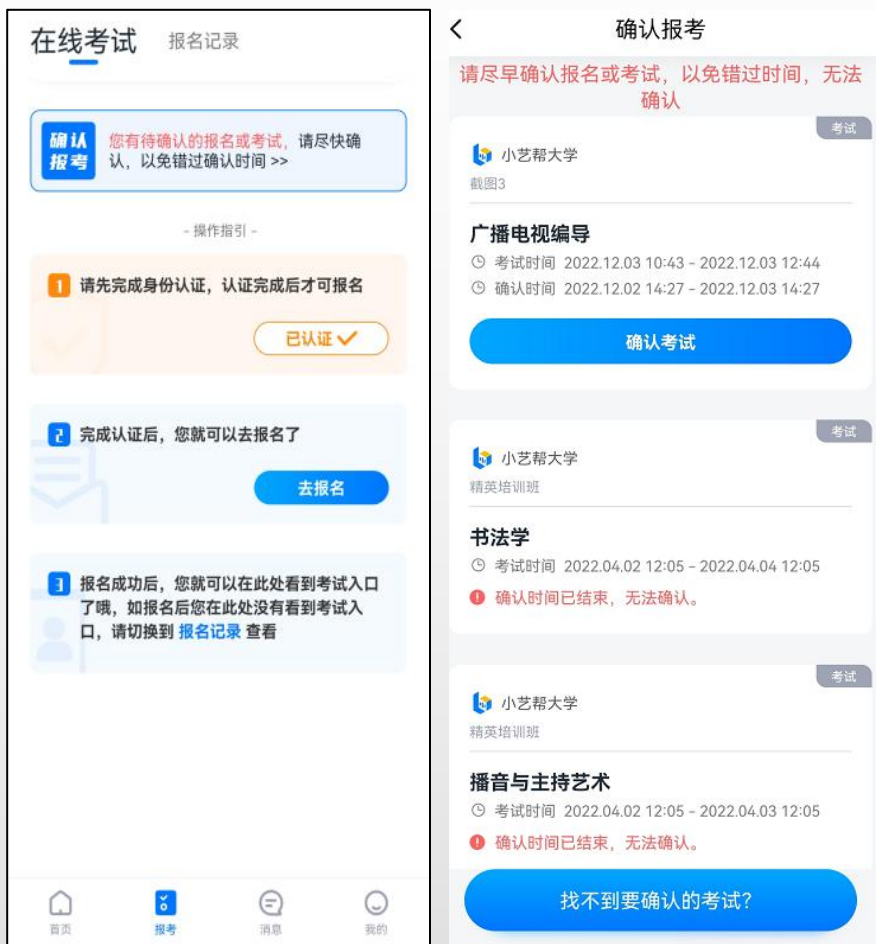 在线考试
报名记录
确认
报考
您有待确认的报名或考试，请尽快确
认，以免错过确认时间 >>
- 操作指引 -
1 请先完成身份认证，认证完成后才可报名
已认证
2 完成认证后，您就可以去报名了
去报名
3 报名成功后，您就可以在此处看到考试入口
了哦，如报名后您在此处没有看到考试入
口，请切换到 报名记录 查看
首页
报考
消息
我的
确认报考
请尽早确认报名或考试，以免错过时间，无法
确认
考试
小艺帮大学
截图3
广播电视编导
考试时间 2022.12.03 10:43 - 2022.12.03 12:44
确认时间 2022.12.02 14:27 - 2022.12.03 14:27
确认考试
考试
小艺帮大学
精英培训班
书法学
考试时间 2022.04.02 12:05 - 2022.04.04 12:05
确认时间已结束，无法确认。
考试
小艺帮大学
精英培训班
播音与主持艺术
考试时间 2022.04.02 12:05 - 2022.04.03 12:05
确认时间已结束，无法确认。
找不到要确认的考试？